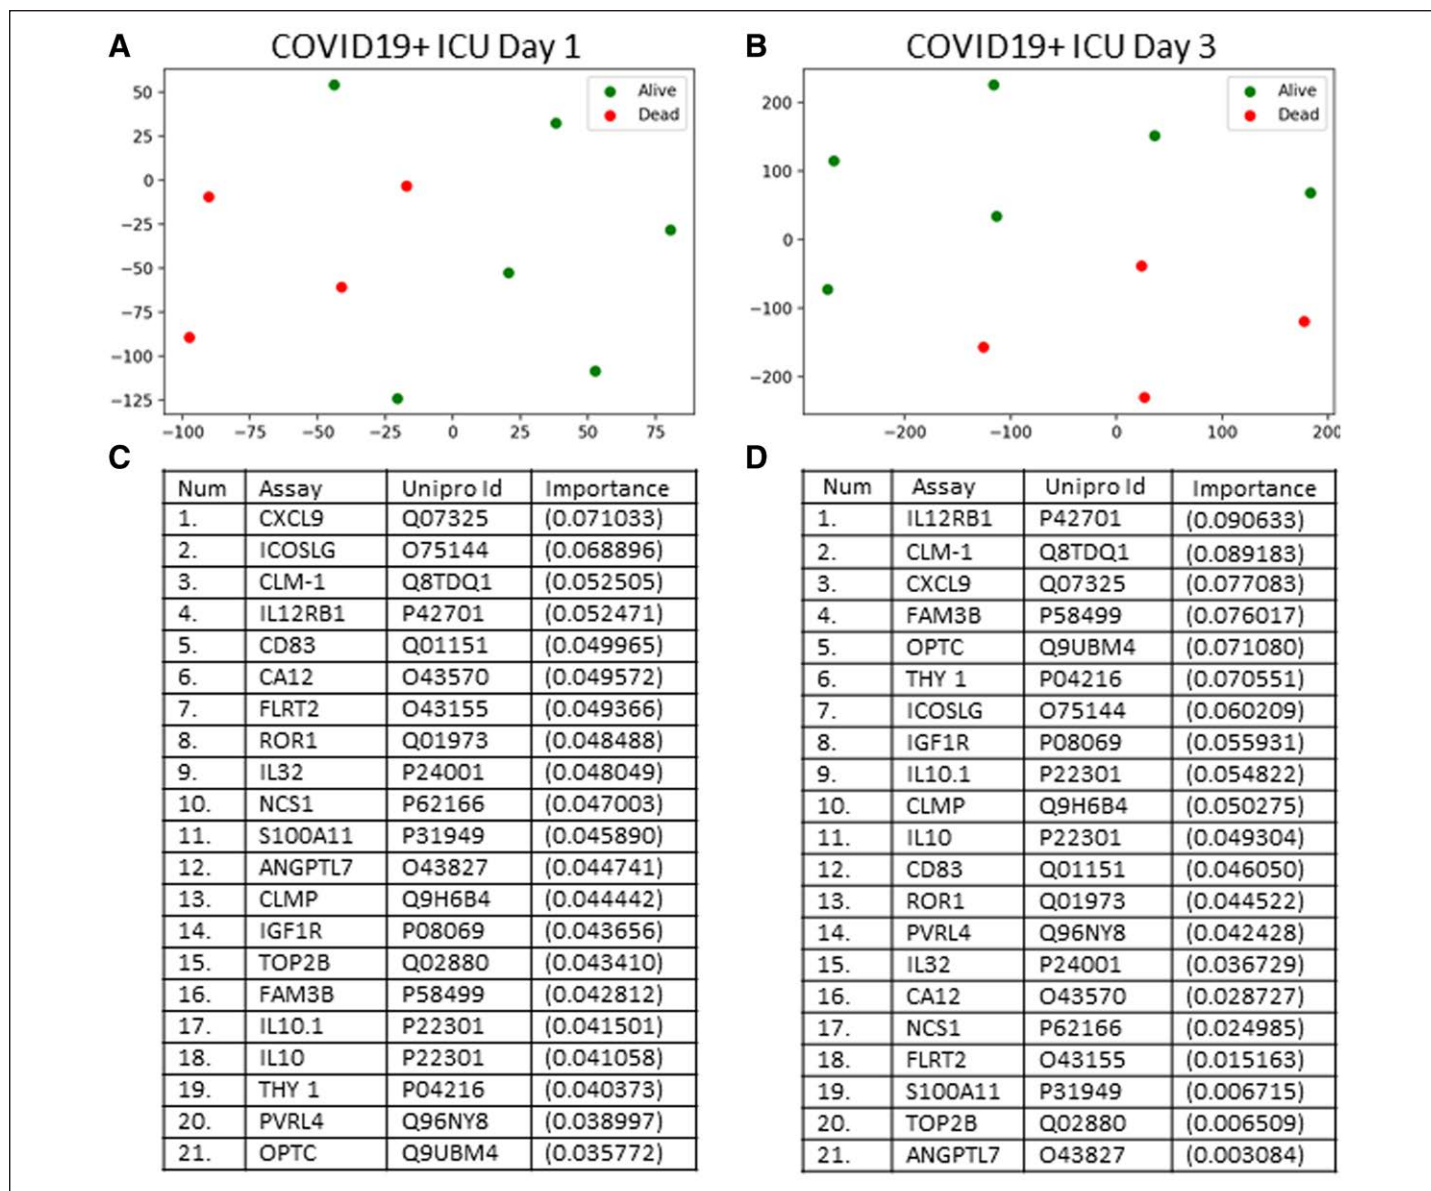 A COVID19+ ICU Day 1
50
25
0
−25
−50
−75
−100
−125
−100 −75 −50 −25 0 25 50 75
Alive
Dead
B COVID19+ ICU Day 3
200
100
0
−100
−200
−200 −100 0 100 200
Alive
Dead
C
Num Assay Unipro Id Importance
1. CXCL9 Q07325 (0.071033)
2. ICOSLG O75144 (0.068896)
3. CLM-1 Q8TDQ1 (0.052505)
4. IL12RB1 P42701 (0.052471)
5. CD83 Q01151 (0.049965)
6. CA12 O43570 (0.049572)
7. FLRT2 O43155 (0.049366)
8. ROR1 Q01973 (0.048488)
9. IL32 P24001 (0.048049)
10. NCS1 P62166 (0.047003)
11. S100A11 P31949 (0.045890)
12. ANGPTL7 O43827 (0.044741)
13. CLMP Q9H6B4 (0.044442)
14. IGF1R P08069 (0.043656)
15. TOP2B Q02880 (0.043410)
16. FAM3B P58499 (0.042812)
17. IL10.1 P22301 (0.041501)
18. IL10 P22301 (0.041058)
19. THY 1 P04216 (0.040373)
20. PVRL4 Q96NY8 (0.038997)
21. OPTC Q9UBM4 (0.035772)
D
Num Assay Unipro Id Importance
1. IL12RB1 P42701 (0.090633)
2. CLM-1 Q8TDQ1 (0.089183)
3. CXCL9 Q07325 (0.077083)
4. FAM3B P58499 (0.076017)
5. OPTC Q9UBM4 (0.071080)
6. THY 1 P04216 (0.070551)
7. ICOSLG O75144 (0.060209)
8. IGF1R P08069 (0.055931)
9. IL10.1 P22301 (0.054822)
10. CLMP Q9H6B4 (0.050275)
11. IL10 P22301 (0.049304)
12. CD83 Q01151 (0.046050)
13. ROR1 Q01973 (0.044522)
14. PVRL4 Q96NY8 (0.042428)
15. IL32 P24001 (0.036729)
16. CA12 O43570 (0.028727)
17. NCS1 P62166 (0.024985)
18. FLRT2 O43155 (0.015163)
19. S100A11 P31949 (0.006715)
20. TOP2B Q02880 (0.006509)
21. ANGPTL7 O43827 (0.003084)